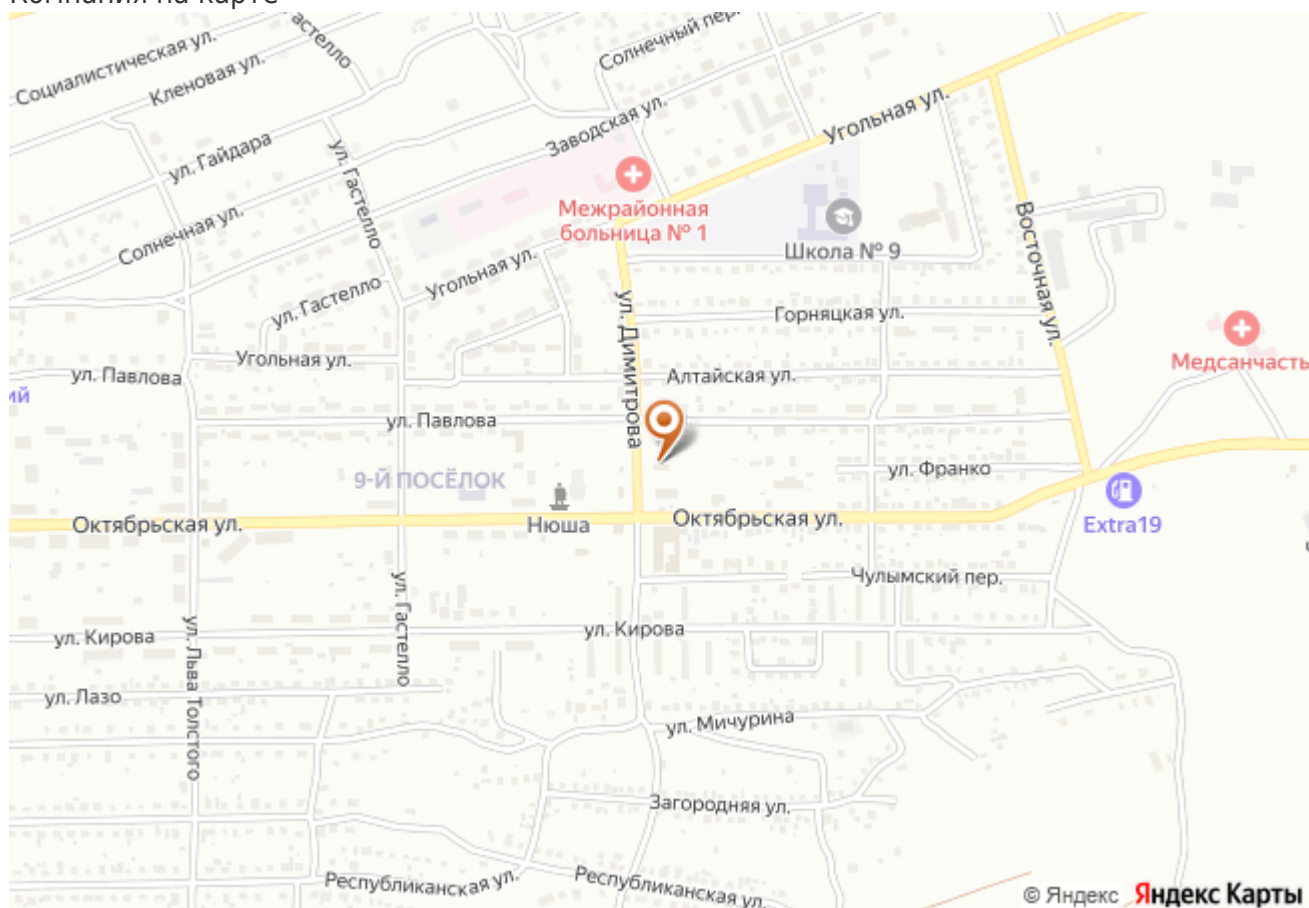 Компания на карте
Социалистическая ул.
Кленовая ул.
ул. Гайдара
Солнечный пер.
Заводская ул.
Угольная ул.
ул. Гастелло
Межрайонная
больница № 1
Школа № 9
Солнечная ул.
Восточная ул.
Угольная ул.
ул. Гастелло
ул. Димитрова
Горняцкая ул.
Медсанчасть
Угольная ул.
ул. Павлова
Алтайская ул.
ий
ул. Павлова
9-Й ПОСЁЛОК
ул. Франко
Октябрьская ул.
Нюша
Октябрьская ул.
Extra19
Чулымский пер.
ул. Гастелло
ул. Кирова
ул. Льва Толстого
ул. Кирова
ул. Лазо
ул. Мичурина
Загородняя ул.
Республиканская ул.
Республиканская ул.
© Яндекс Яндекс Карты